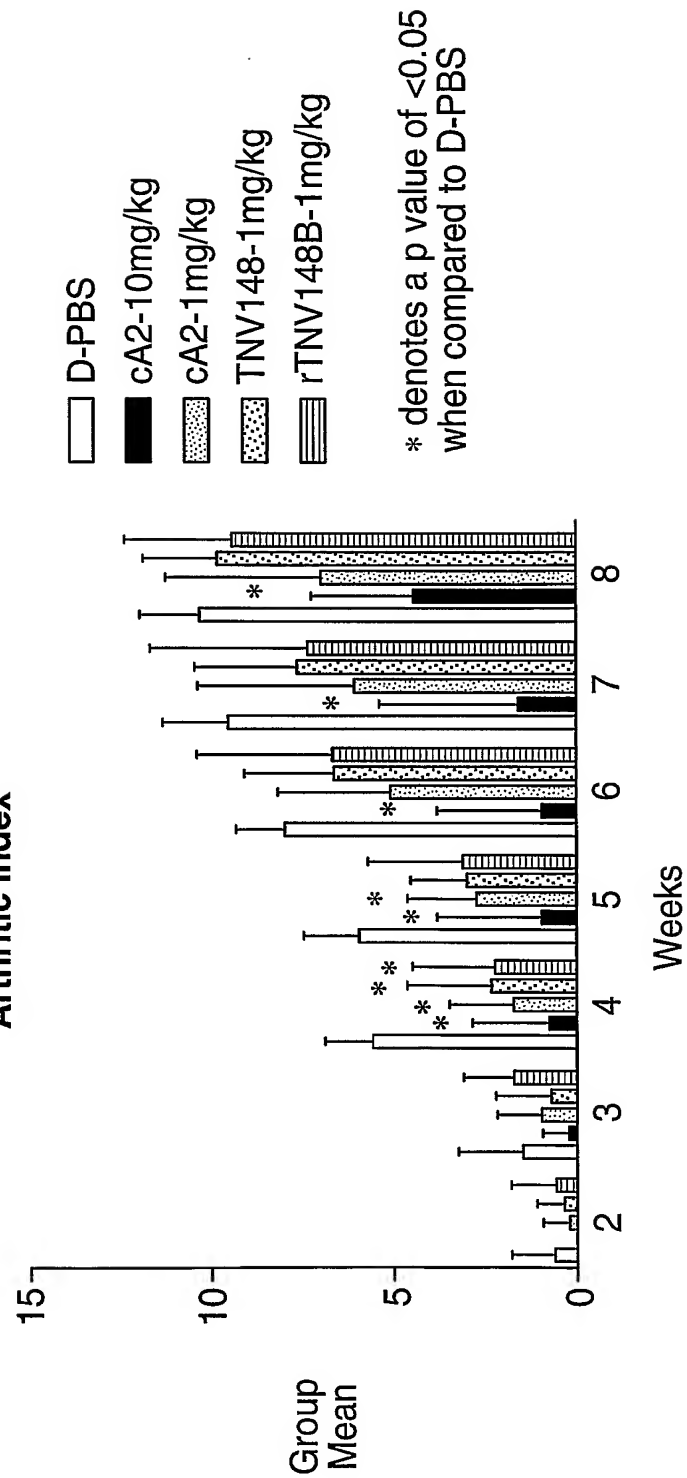 Arthritic Index
Group
Mean
15
10
5
0
2
3
4
5
6
7
8
Weeks
D-PBS
cA2-10mg/kg
cA2-1mg/kg
TNV148-1mg/kg
rTNV148B-1mg/kg
*
*
*
*
*
*
*
*
*
* denotes a p value of <0.05
when compared to D-PBS